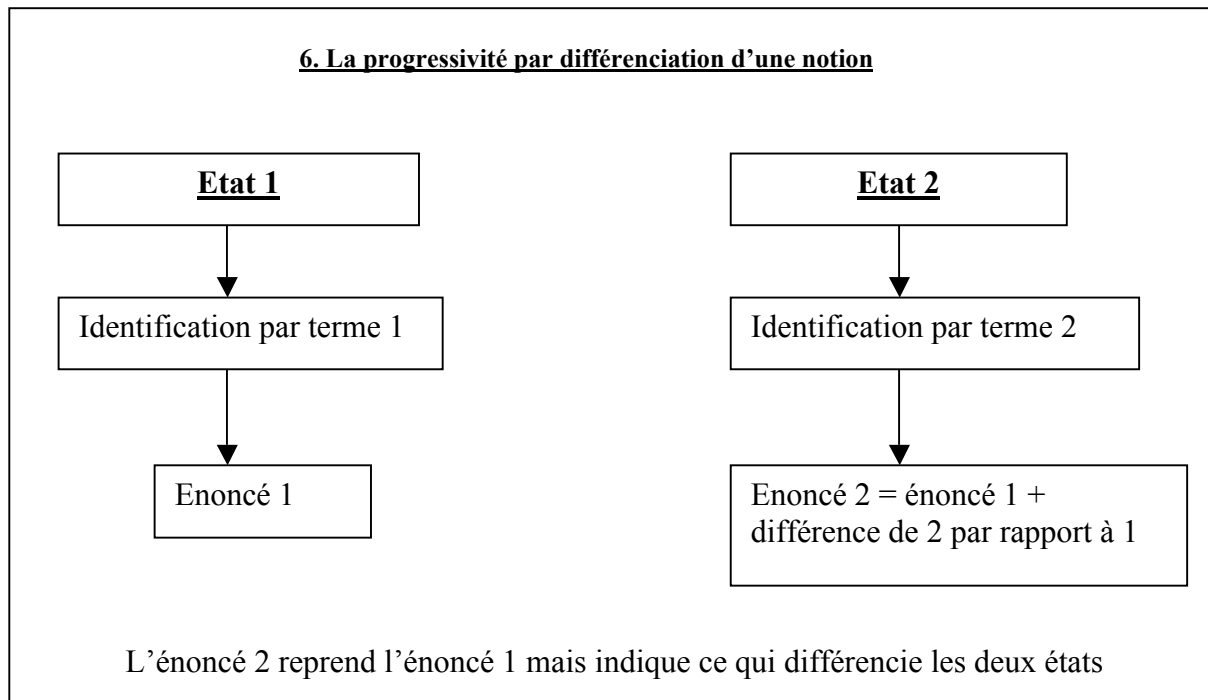 6. La progressivité par différenciation d’une notion
Etat 1
Etat 2
Identification par terme 1
Identification par terme 2
Enoncé 1
Enoncé 2 = énoncé 1 +
différence de 2 par rapport à 1
L’énoncé 2 reprend l’énoncé 1 mais indique ce qui différencie les deux états